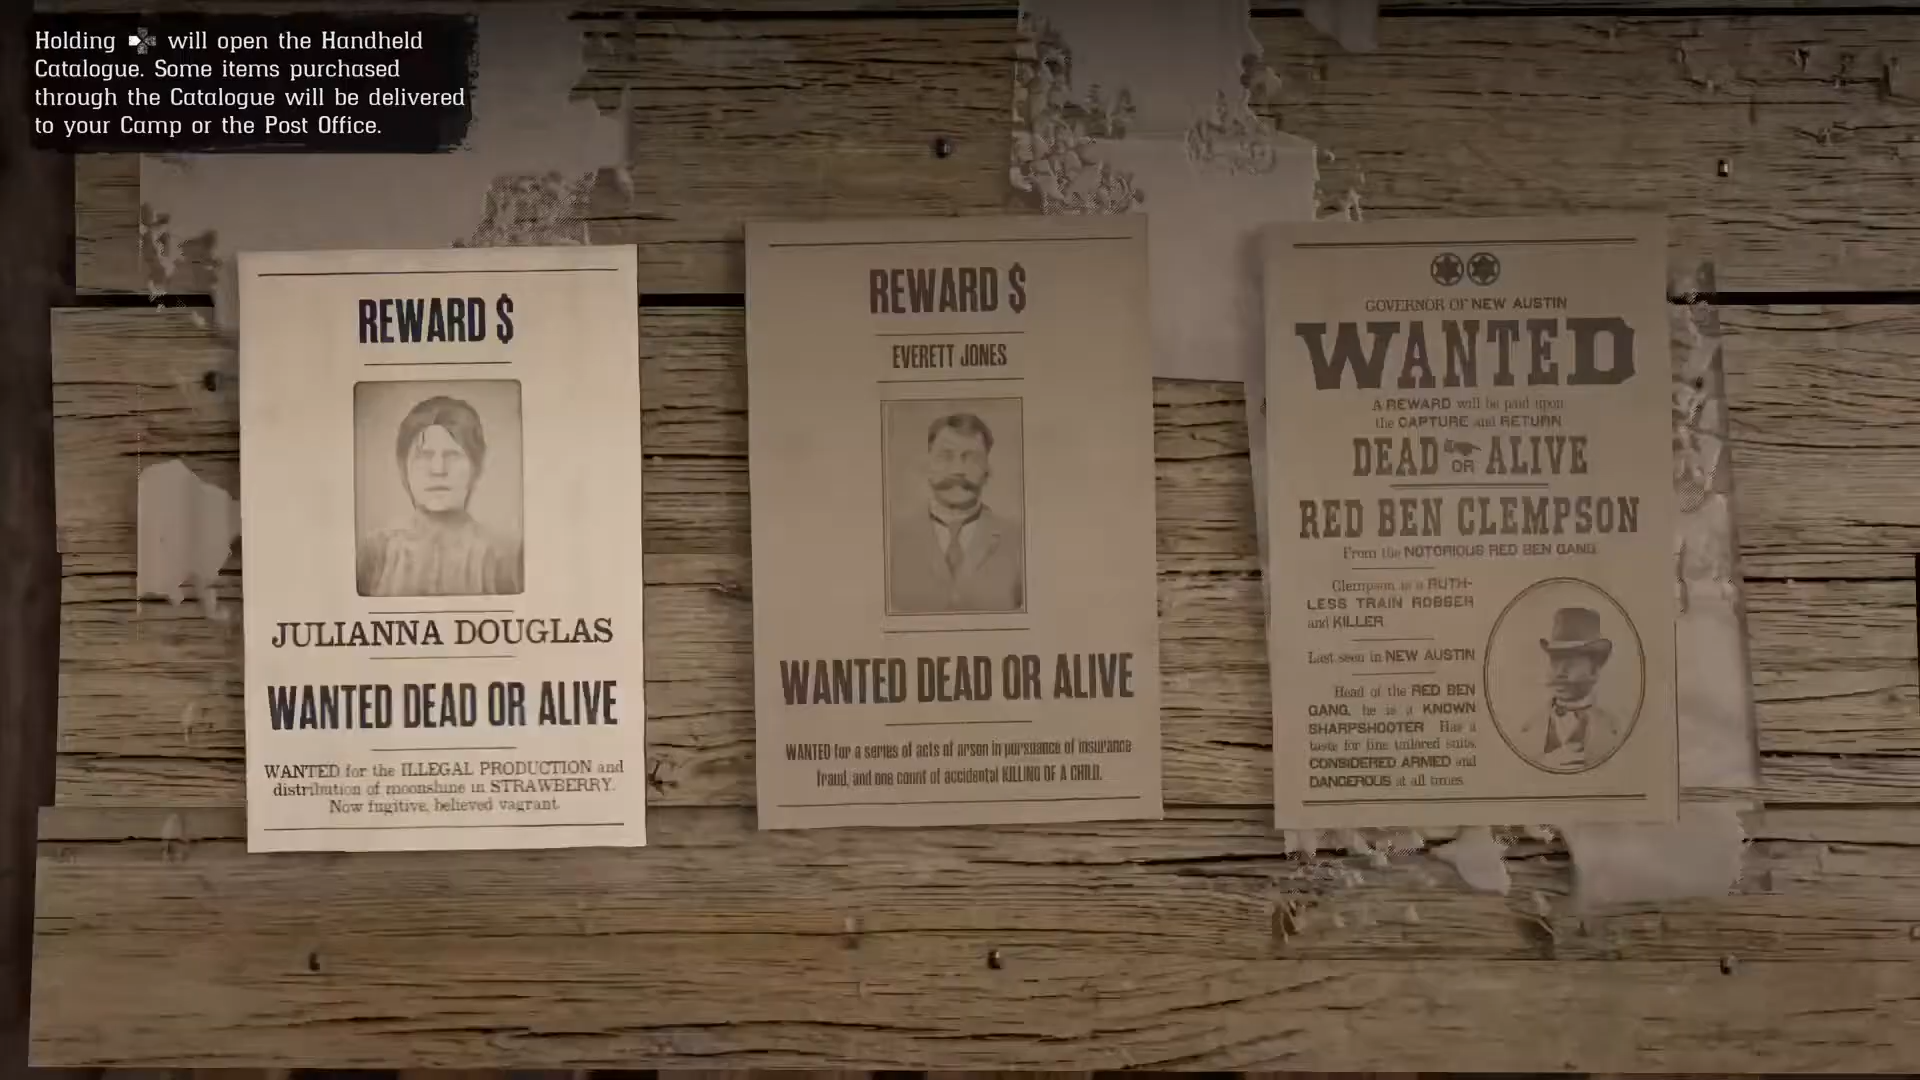 Holding will open the Handheld
Catalogue. Some items purchased
through the Catalogue will be delivered
to your Camp or the Post Office.
REWARD $
JULIANNA DOUGLAS
WANTED DEAD OR ALIVE
WANTED for the ILLEGAL PRODUCTION and
distribution of moonshine in STRAWBERRY.
Now fugitive, believed vagrant.
REWARD $
EVERETT JONES
WANTED DEAD OR ALIVE
WANTED for a series of acts of arson in pursuance of insurance
fraud, and one count of accidental KILLING OF A CHILD.
GOVERNOR OF NEW AUSTIN
WANTED
A REWARD will be paid upon
the CAPTURE and RETURN
DEAD OR ALIVE
RED BEN CLEMPSON
From the NOTORIOUS RED BEN GANG.
Clempson is a RUTH-
LESS TRAIN ROBBER
and KILLER.
Last seen in NEW AUSTIN
Head of the RED BEN
GANG, he is a KNOWN
SHARPSHOOTER. Has a
taste for fine tailored suits.
CONSIDERED ARMED and
DANGEROUS at all times.